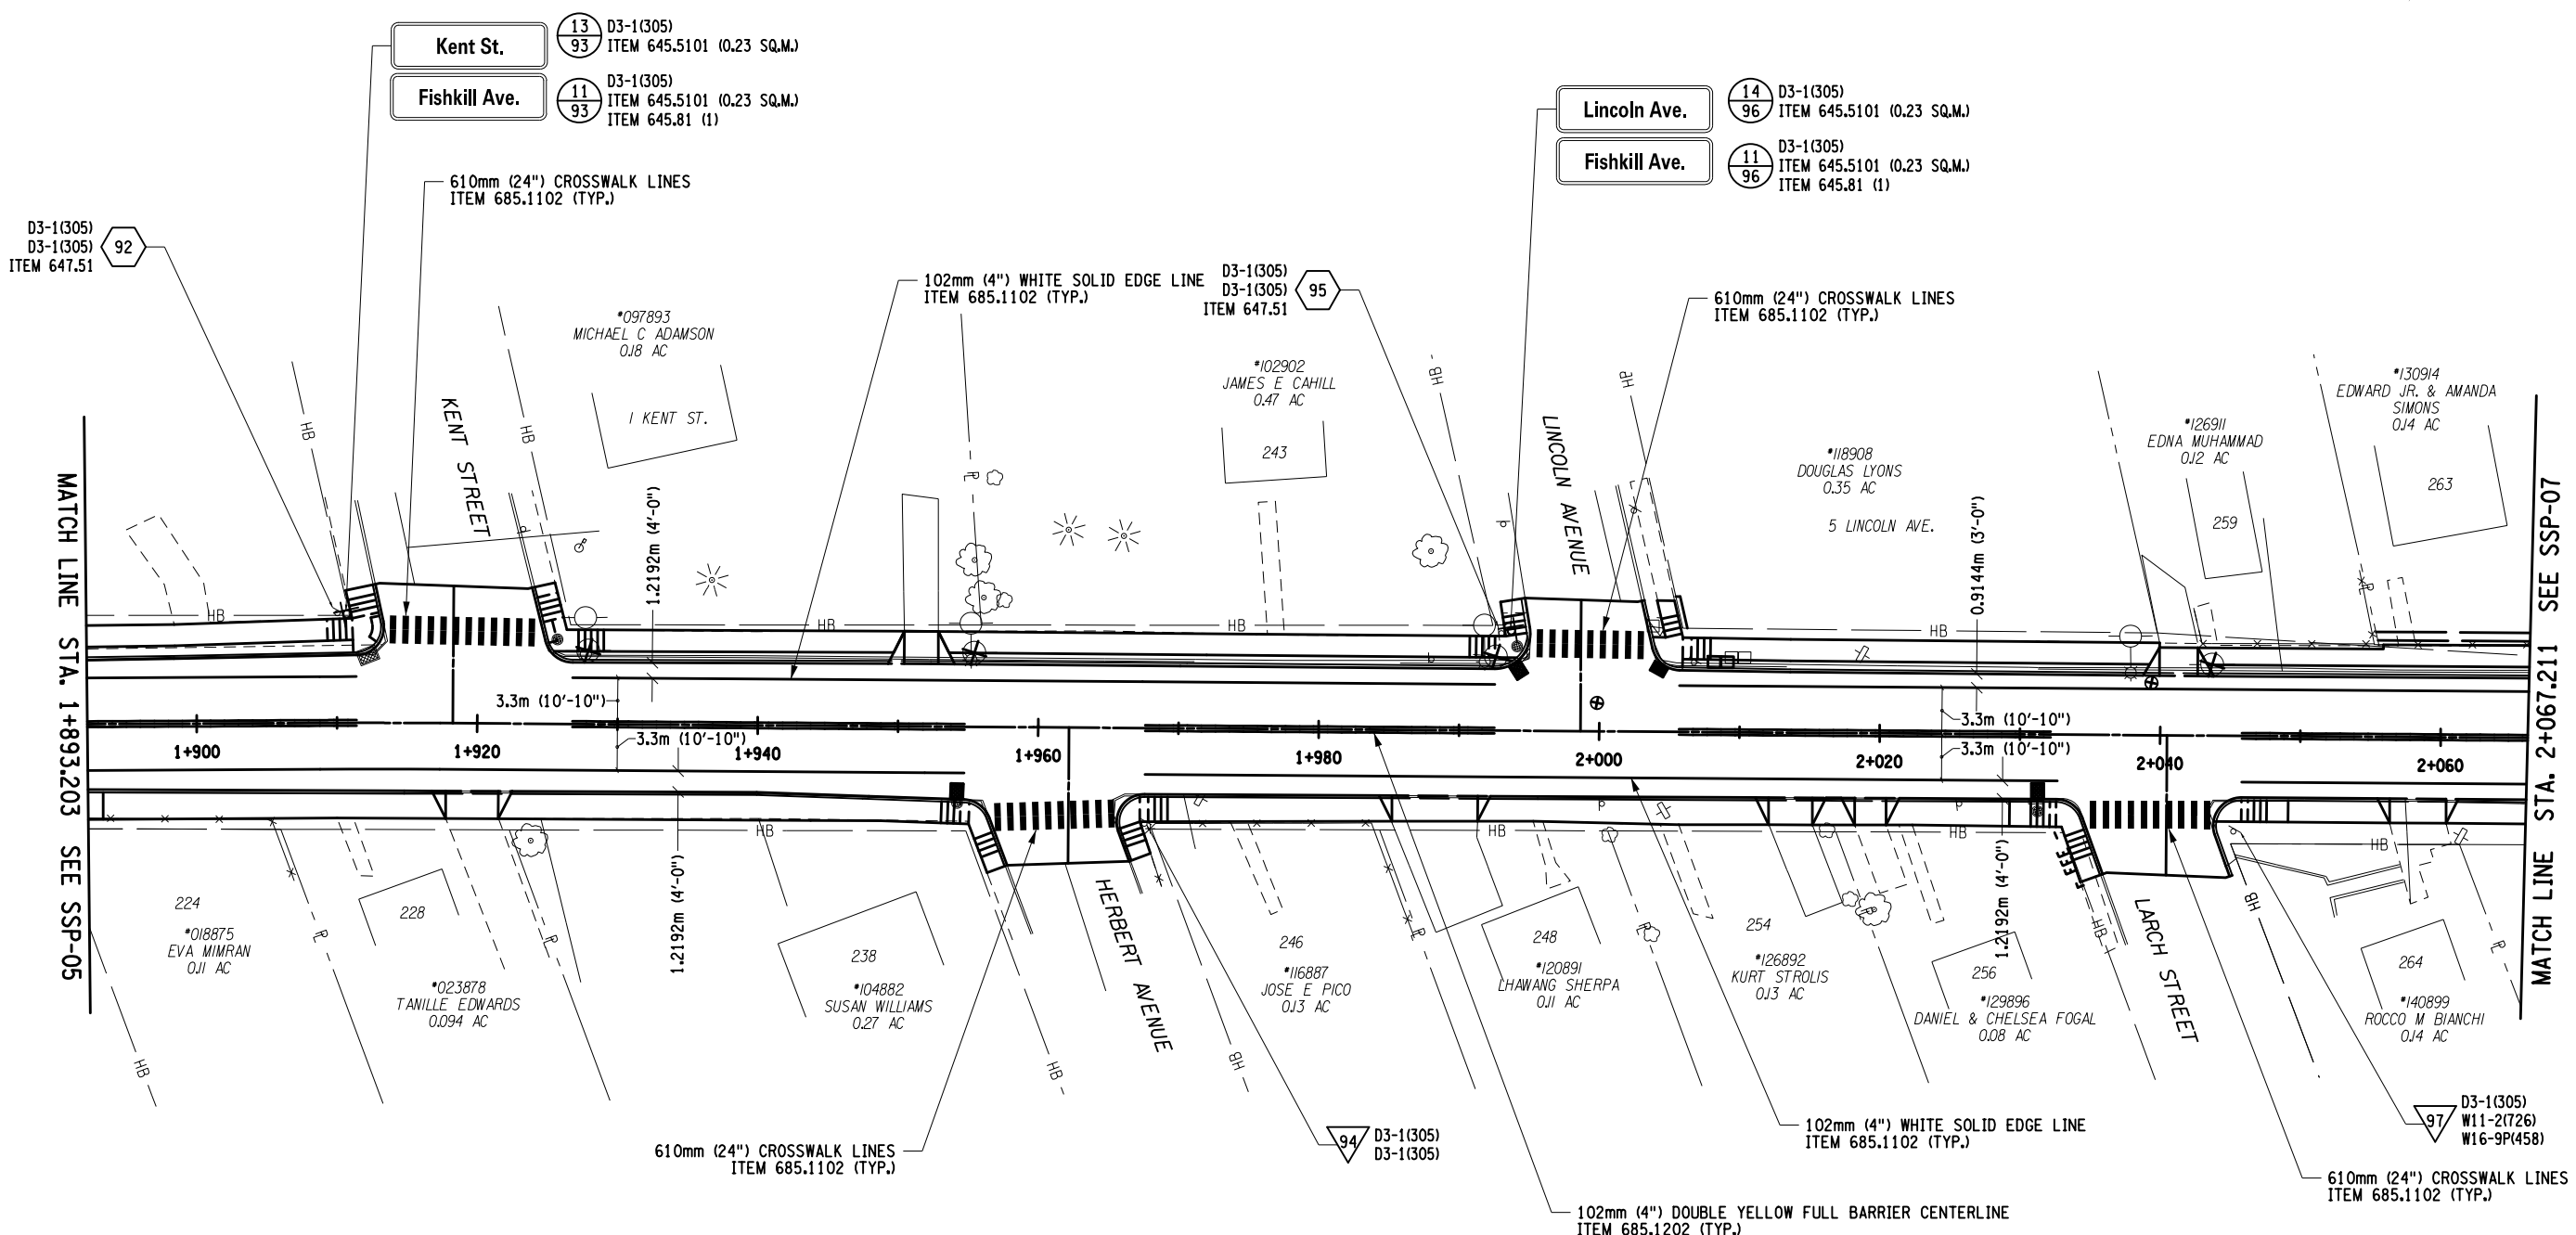 Kent St.
13
93
D3-1(305)
ITEM 645.5101 (0.23 SQ.M.)
Fishkill Ave.
11
93
D3-1(305)
ITEM 645.5101 (0.23 SQ.M.)
ITEM 645.81 (1)
Lincoln Ave.
14
96
D3-1(305)
ITEM 645.5101 (0.23 SQ.M.)
Fishkill Ave.
11
96
D3-1(305)
ITEM 645.5101 (0.23 SQ.M.)
ITEM 645.81 (1)
610mm (24") CROSSWALK LINES
ITEM 685.1102 (TYP.)
D3-1(305)
D3-1(305)
ITEM 647.51
92
102mm (4") WHITE SOLID EDGE LINE
ITEM 685.1102 (TYP.)
D3-1(305)
D3-1(305)
ITEM 647.51
95
610mm (24") CROSSWALK LINES
ITEM 685.1102 (TYP.)
*097893
MICHAEL C ADAMSON
0.18 AC
1 KENT ST.
*102902
JAMES E CAHILL
0.47 AC
243
*118908
DOUGLAS LYONS
0.35 AC
5 LINCOLN AVE.
*126911
EDNA MUHAMMAD
0.12 AC
259
*130914
EDWARD JR. & AMANDA
SIMONS
0.14 AC
263
KENT STREET
LINCOLN AVENUE
HB
HB
HB
HP
HB
HB
HB
HB
1.2192m (4'-0")
0.9144m (3'-0")
MATCH LINE STA. 1+893.203 SEE SSP-05
MATCH LINE STA. 2+067.211 SEE SSP-07
3.3m (10'-10")
3.3m (10'-10")
3.3m (10'-10")
3.3m (10'-10")
1+900
1+920
1+940
1+960
1+980
2+000
2+020
2+040
2+060
HB
HB
HB
HB
1.2192m (4'-0")
1.2192m (4'-0")
224
*018875
EVA MIMRAN
0.11 AC
228
*023878
TANILLE EDWARDS
0.094 AC
238
*104882
SUSAN WILLIAMS
0.27 AC
HERBERT AVENUE
246
*116887
JOSE E PICO
0.13 AC
248
*120891
LHAWANG SHERPA
0.11 AC
254
*126892
KURT STROLIS
0.13 AC
256
*129896
DANIEL & CHELSEA FOGAL
0.08 AC
LARCH STREET
264
*140899
ROCCO M BIANCHI
0.14 AC
HB
HB
HB
HB
HB
610mm (24") CROSSWALK LINES
ITEM 685.1102 (TYP.)
94
D3-1(305)
D3-1(305)
102mm (4") WHITE SOLID EDGE LINE
ITEM 685.1102 (TYP.)
97
D3-1(305)
W11-2(726)
W16-9P(458)
610mm (24") CROSSWALK LINES
ITEM 685.1102 (TYP.)
102mm (4") DOUBLE YELLOW FULL BARRIER CENTERLINE
ITEM 685.1202 (TYP.)